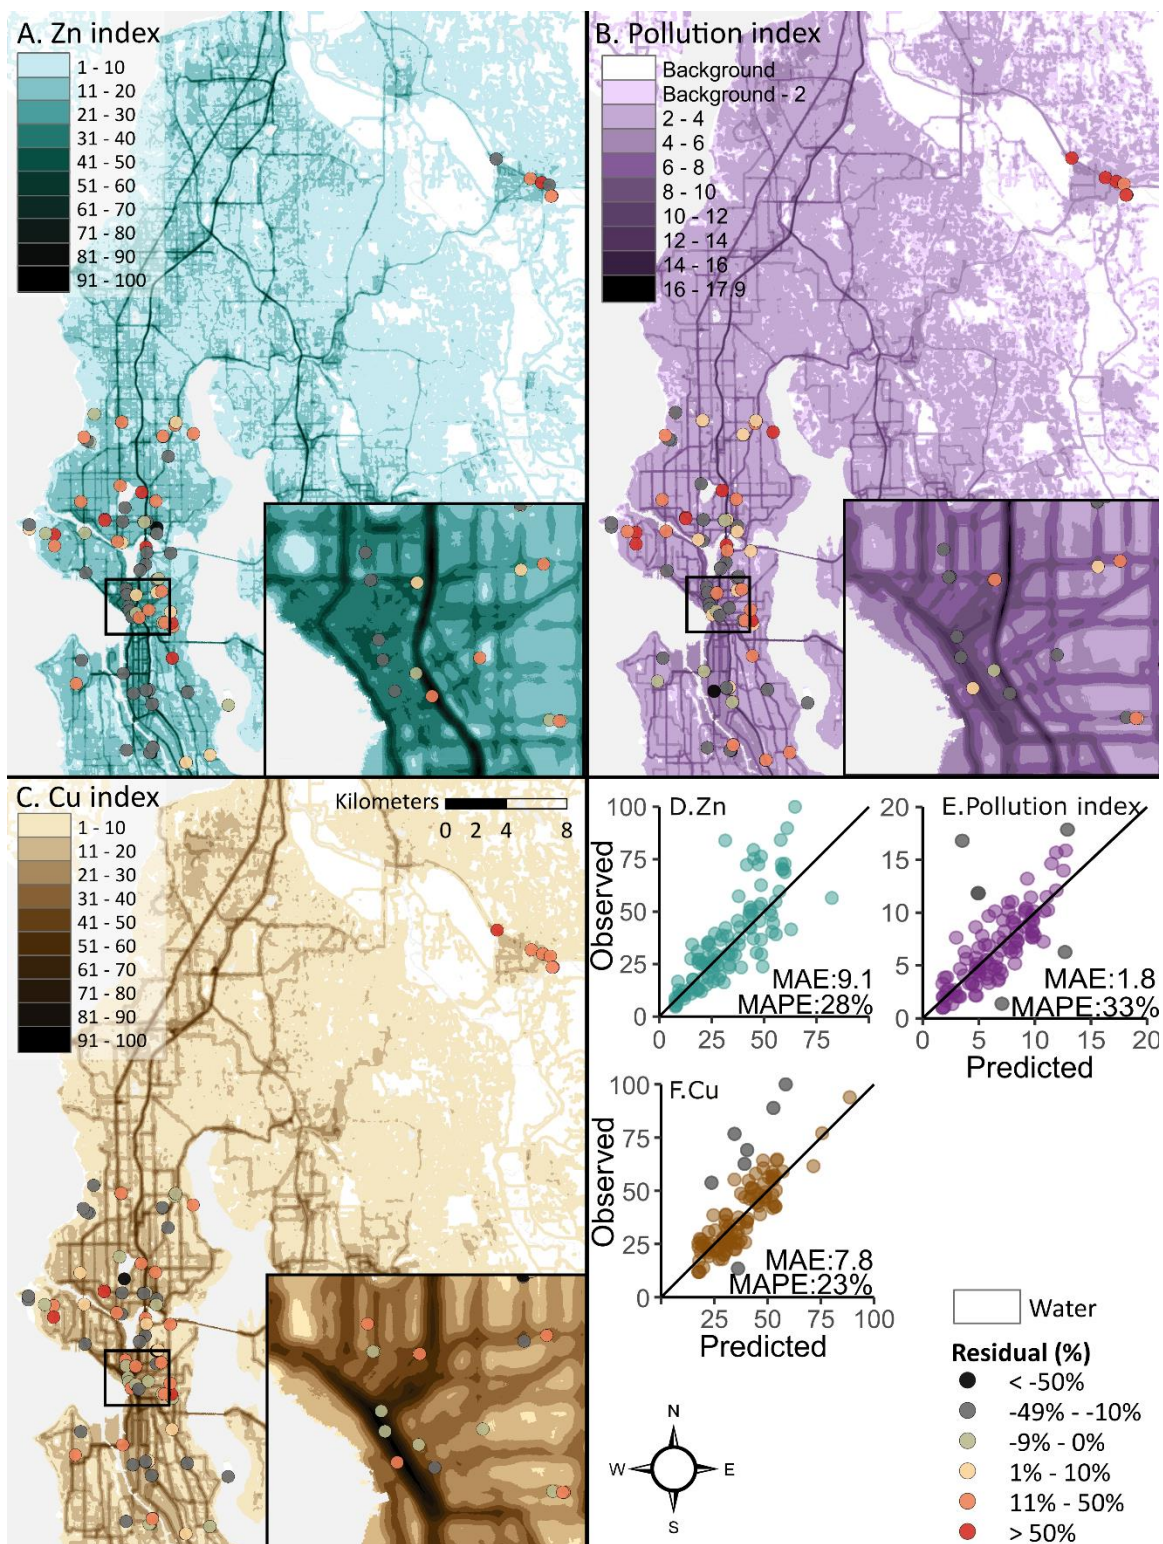 A. Zn index
1 - 10
11 - 20
21 - 30
31 - 40
41 - 50
51 - 60
61 - 70
71 - 80
81 - 90
91 - 100
B. Pollution index
Background
Background - 2
2 - 4
4 - 6
6 - 8
8 - 10
10 - 12
12 - 14
14 - 16
16 - 17.9
C. Cu index
1 - 10
11 - 20
21 - 30
31 - 40
41 - 50
51 - 60
61 - 70
71 - 80
81 - 90
91 - 100
Kilometers
0 2 4 8
D.Zn
Observed
100
75
50
25
0
0 25 50 75
MAE:9.1
MAPE:28%
E.Pollution index
20
15
10
5
0
0 5 10 15 20
Predicted
MAE:1.8
MAPE:33%
F.Cu
Observed
100
75
50
25
0
25 50 75 100
Predicted
MAE:7.8
MAPE:23%
Water
Residual (%)
< -50%
-49% - -10%
-9% - 0%
1% - 10%
11% - 50%
> 50%
N
W E
S